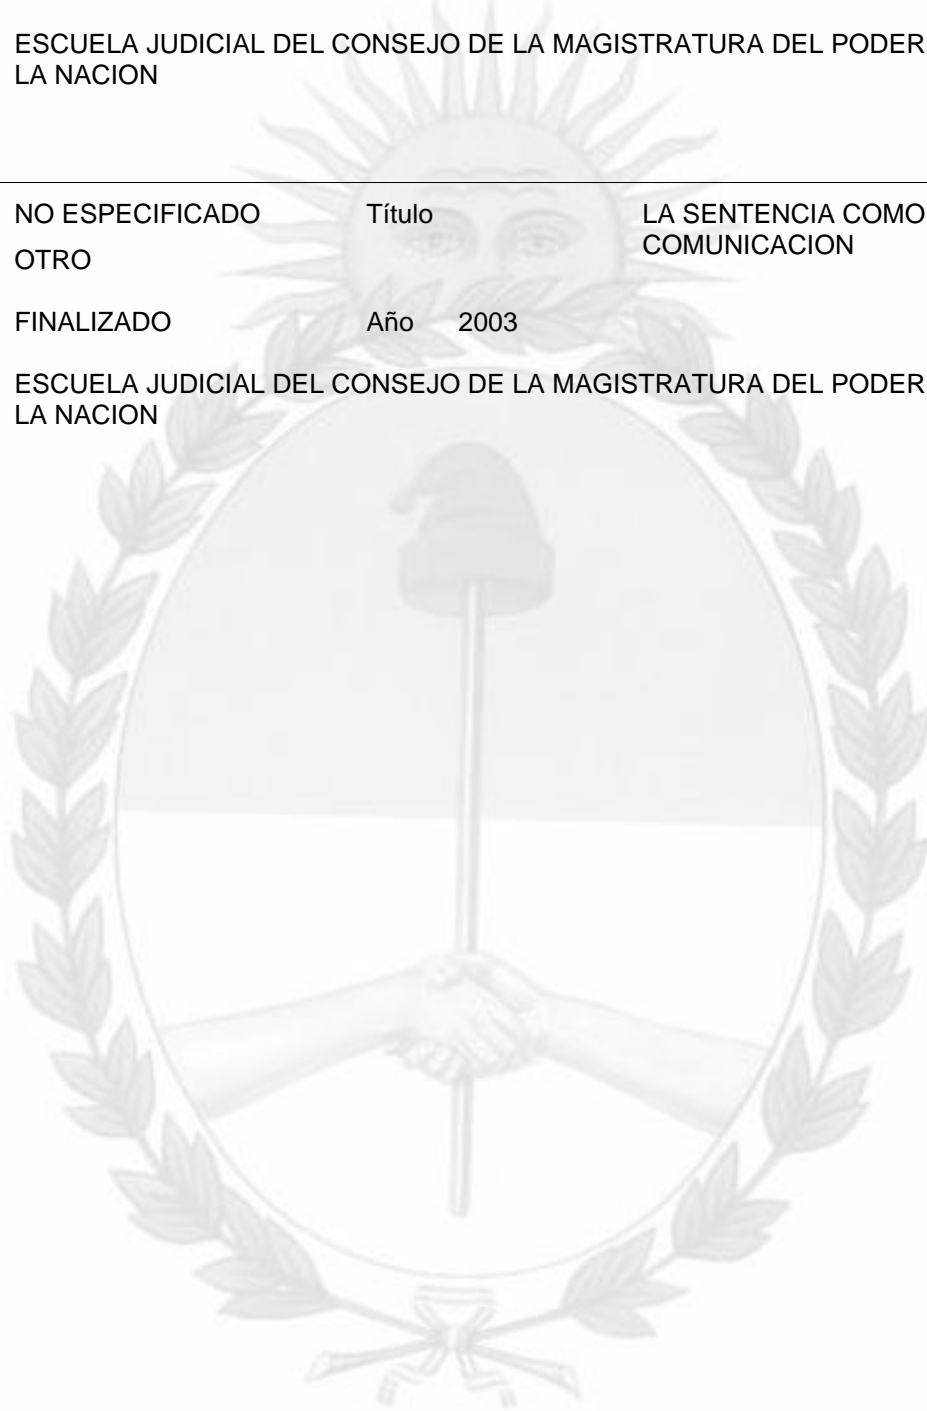 ESCUELA JUDICIAL DEL CONSEJO DE LA MAGISTRATURA DEL PODER
LA NACION
NO ESPECIFICADO Título LA SENTENCIA COMO
COMUNICACION
OTRO
FINALIZADO Año 2003
ESCUELA JUDICIAL DEL CONSEJO DE LA MAGISTRATURA DEL PODER
LA NACION